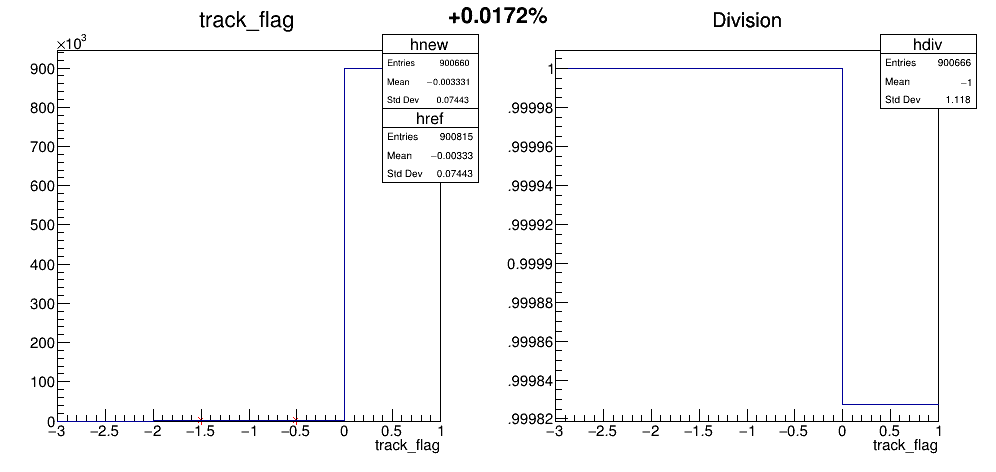 track_flag
+0.0172%
Division
×10³
900
800
700
600
500
400
300
200
100
0
−3 −2.5 −2 −1.5 −1 −0.5 0 0.5 1
track_flag
hnew
Entries 900660
Mean −0.003331
Std Dev 0.07443
href
Entries 900815
Mean −0.00333
Std Dev 0.07443
1
.99998
.99996
.99994
.99992
0.9999
.99988
.99986
.99984
.99982
−3 −2.5 −2 −1.5 −1 −0.5 0 0.5 1
track_flag
hdiv
Entries 900666
Mean −1
Std Dev 1.118